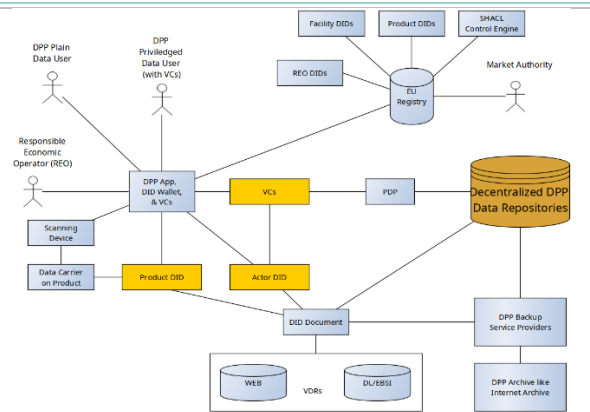 Facility DIDs
Product DIDs
SHACL
Control Engine
DPP Plain
Data User
DPP
Priviledged
Data User
(with VCs)
REO DIDs
EU
Registry
Market Authority
Responsible
Economic
Operator (REO)
DPP App,
DID Wallet,
& VCs
VCs
PDP
Decentralized DPP
Data Repositories
Scanning
Device
Data Carrier
on Product
Product DID
Actor DID
DID Document
DPP Backup
Service Providers
WEB
VDRs
DL/EBSI
DPP Archive like
Internet Archive